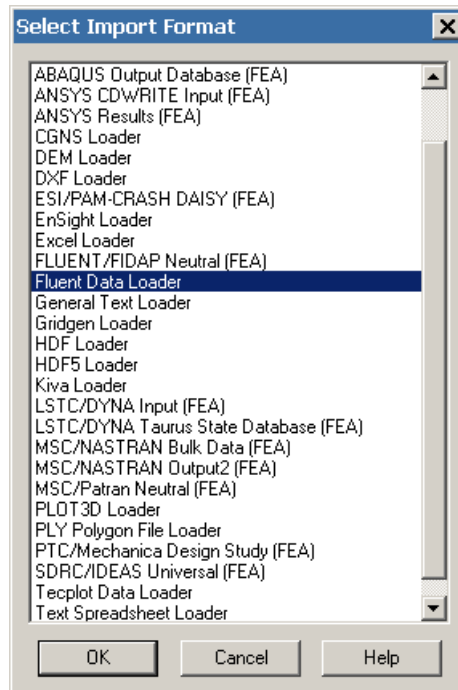 Select Import Format
ABAQUS Output Database (FEA)
ANSYS CDWRITE Input (FEA)
ANSYS Results (FEA)
CGNS Loader
DEM Loader
DXF Loader
ESI/PAM-CRASH DAISY (FEA)
EnSight Loader
Excel Loader
FLUENT/FIDAP Neutral (FEA)
Fluent Data Loader
General Text Loader
Gridgen Loader
HDF Loader
HDF5 Loader
Kiva Loader
LSTC/DYNA Input (FEA)
LSTC/DYNA Taurus State Database (FEA)
MSC/NASTRAN Bulk Data (FEA)
MSC/NASTRAN Output2 (FEA)
MSC/Patran Neutral (FEA)
PLOT3D Loader
PLY Polygon File Loader
PTC/Mechanica Design Study (FEA)
SDRC/IDEAS Universal (FEA)
Tecplot Data Loader
Text Spreadsheet Loader
OK Cancel Help